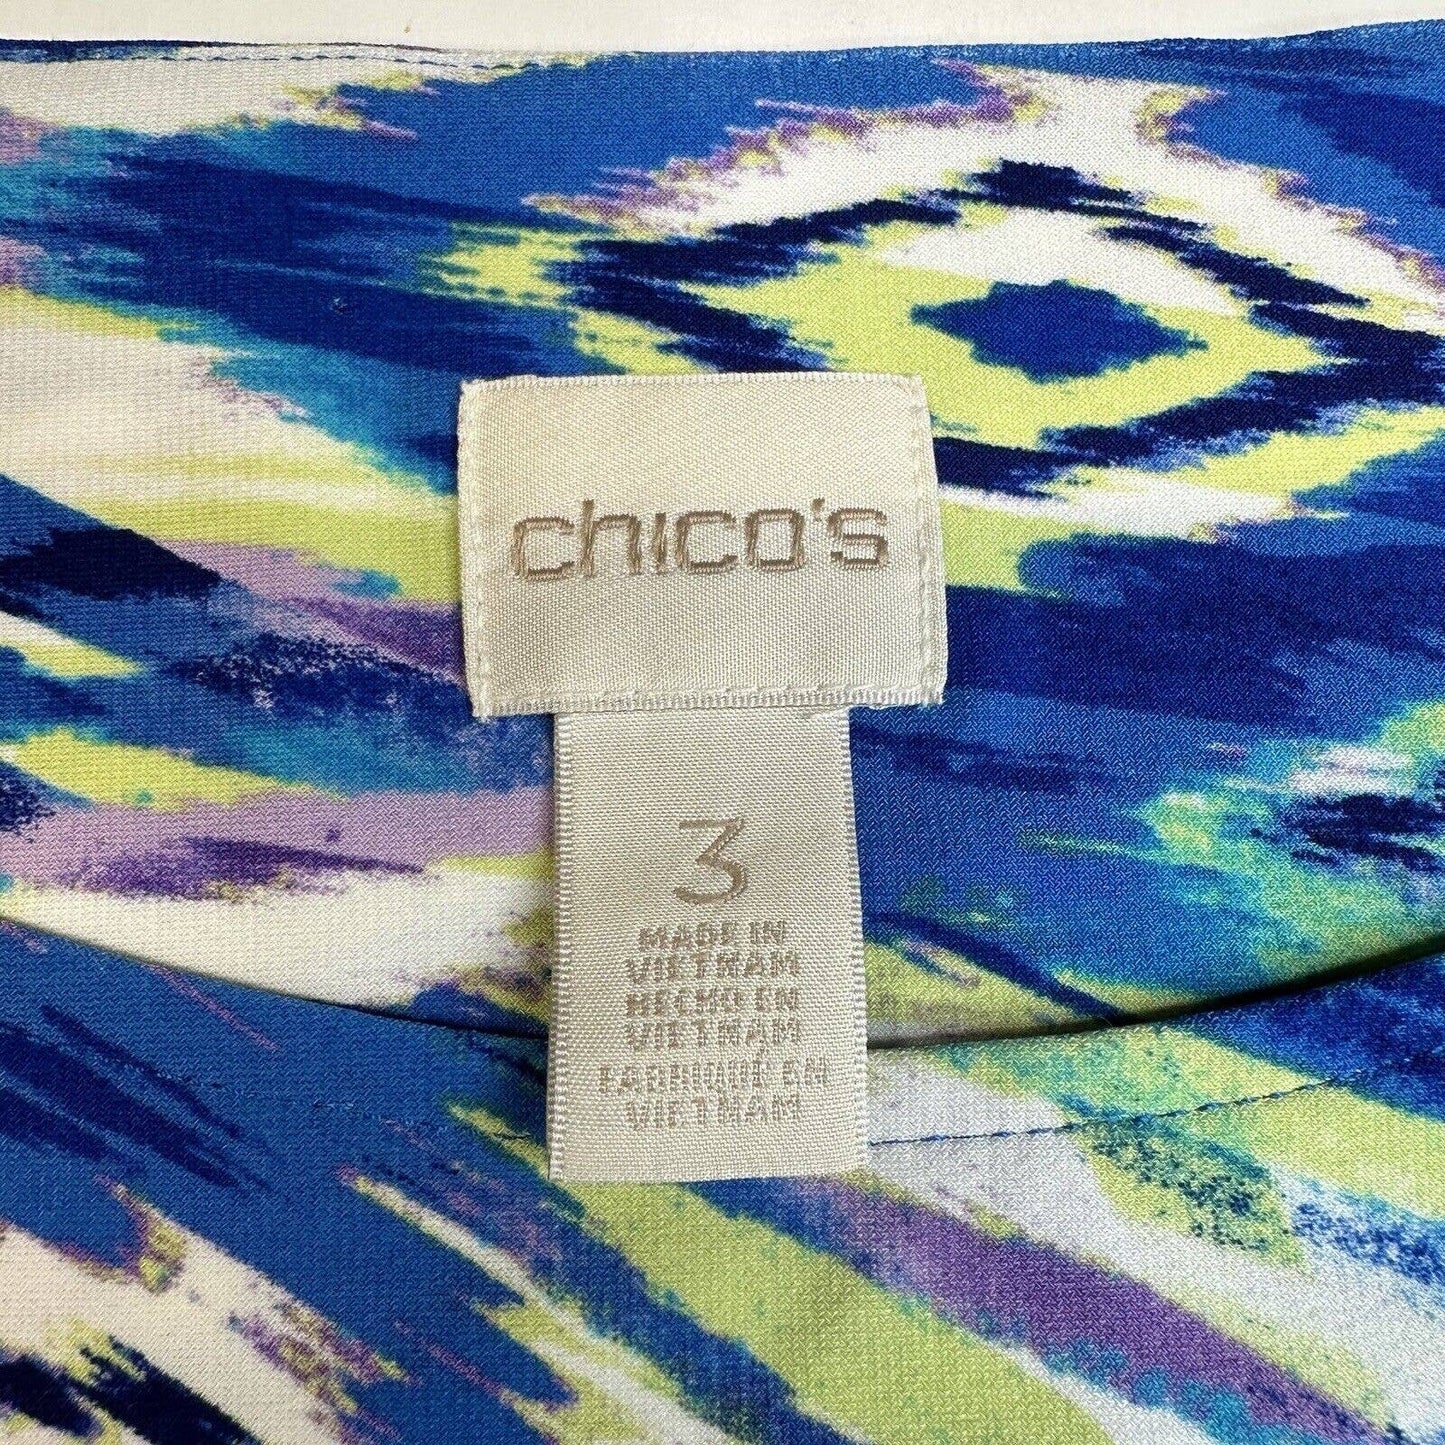 chico's
3
MADE IN
VIETNAM
HECHO EN
VIETNAM
FABRIQUÉ EN
VIETNAM